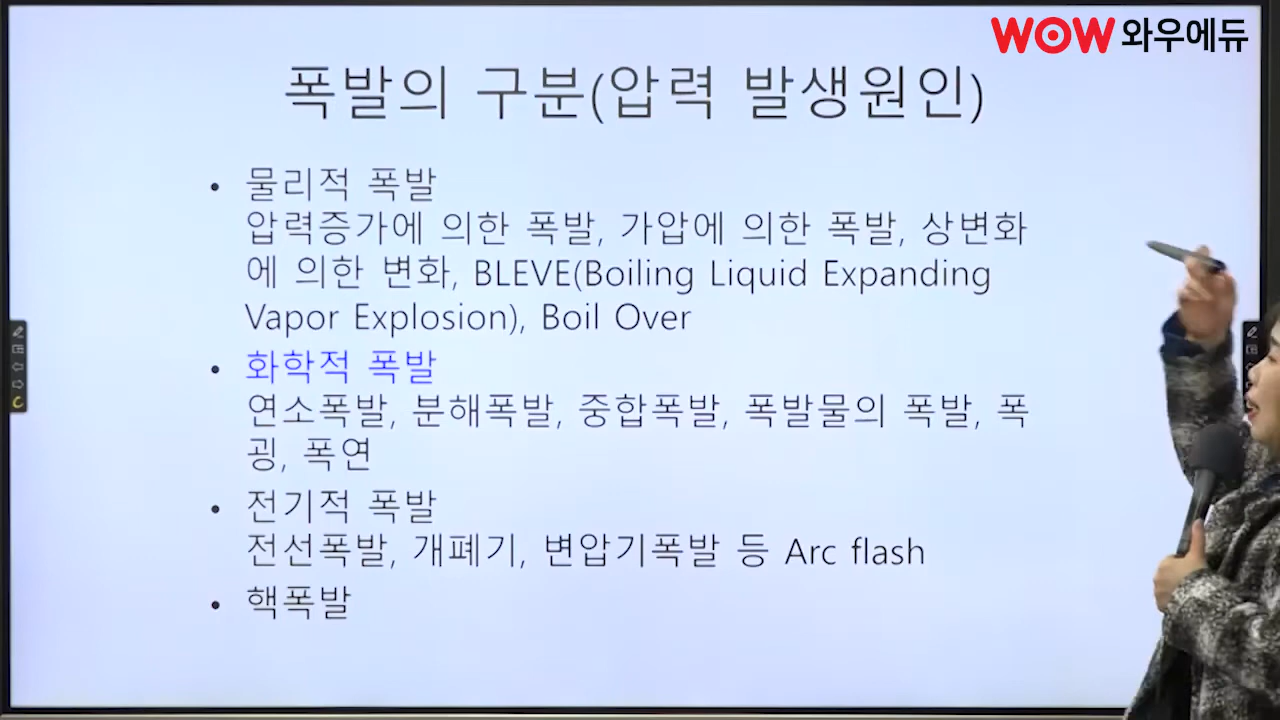 WOW 와우에듀
폭발의 구분(압력 발생원인)
• 물리적 폭발
압력증가에 의한 폭발, 가압에 의한 폭발, 상변화
에 의한 변화, BLEVE(Boiling Liquid Expanding
Vapor Explosion), Boil Over
• 화학적 폭발
연소폭발, 분해폭발, 중합폭발, 폭발물의 폭발, 폭
굉, 폭연
• 전기적 폭발
전선폭발, 개폐기, 변압기폭발 등 Arc flash
• 핵폭발